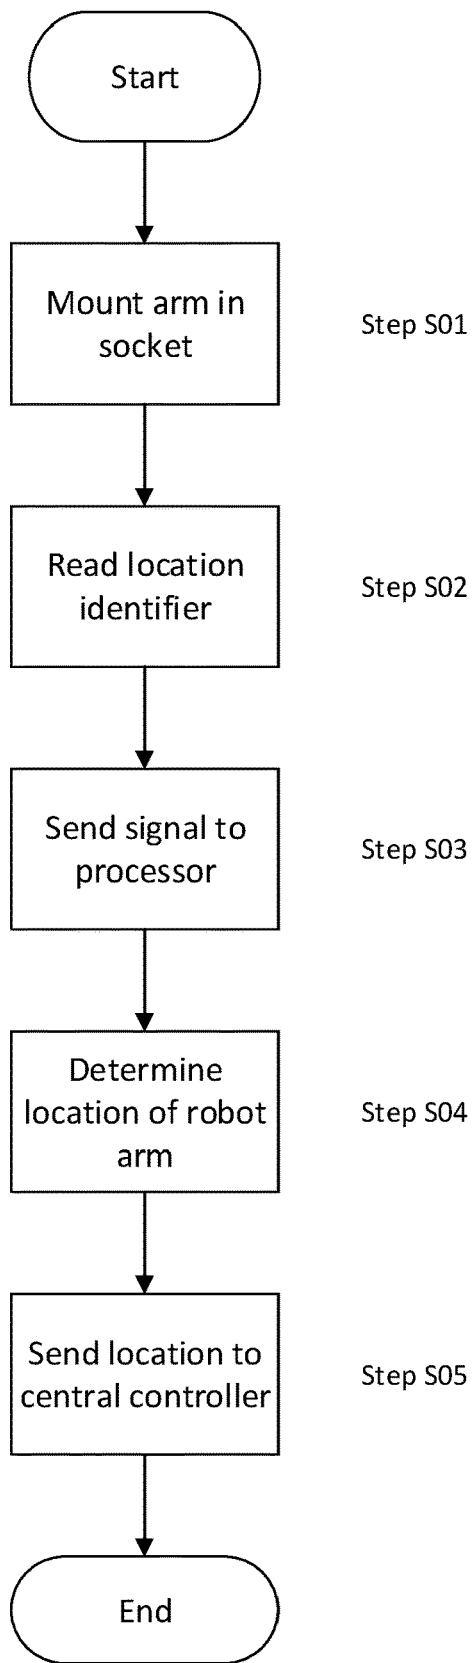 Start
Mount arm in
socket
Step S01
Read location
identifier
Step S02
Send signal to
processor
Step S03
Determine
location of robot
arm
Step S04
Send location to
central controller
Step S05
End